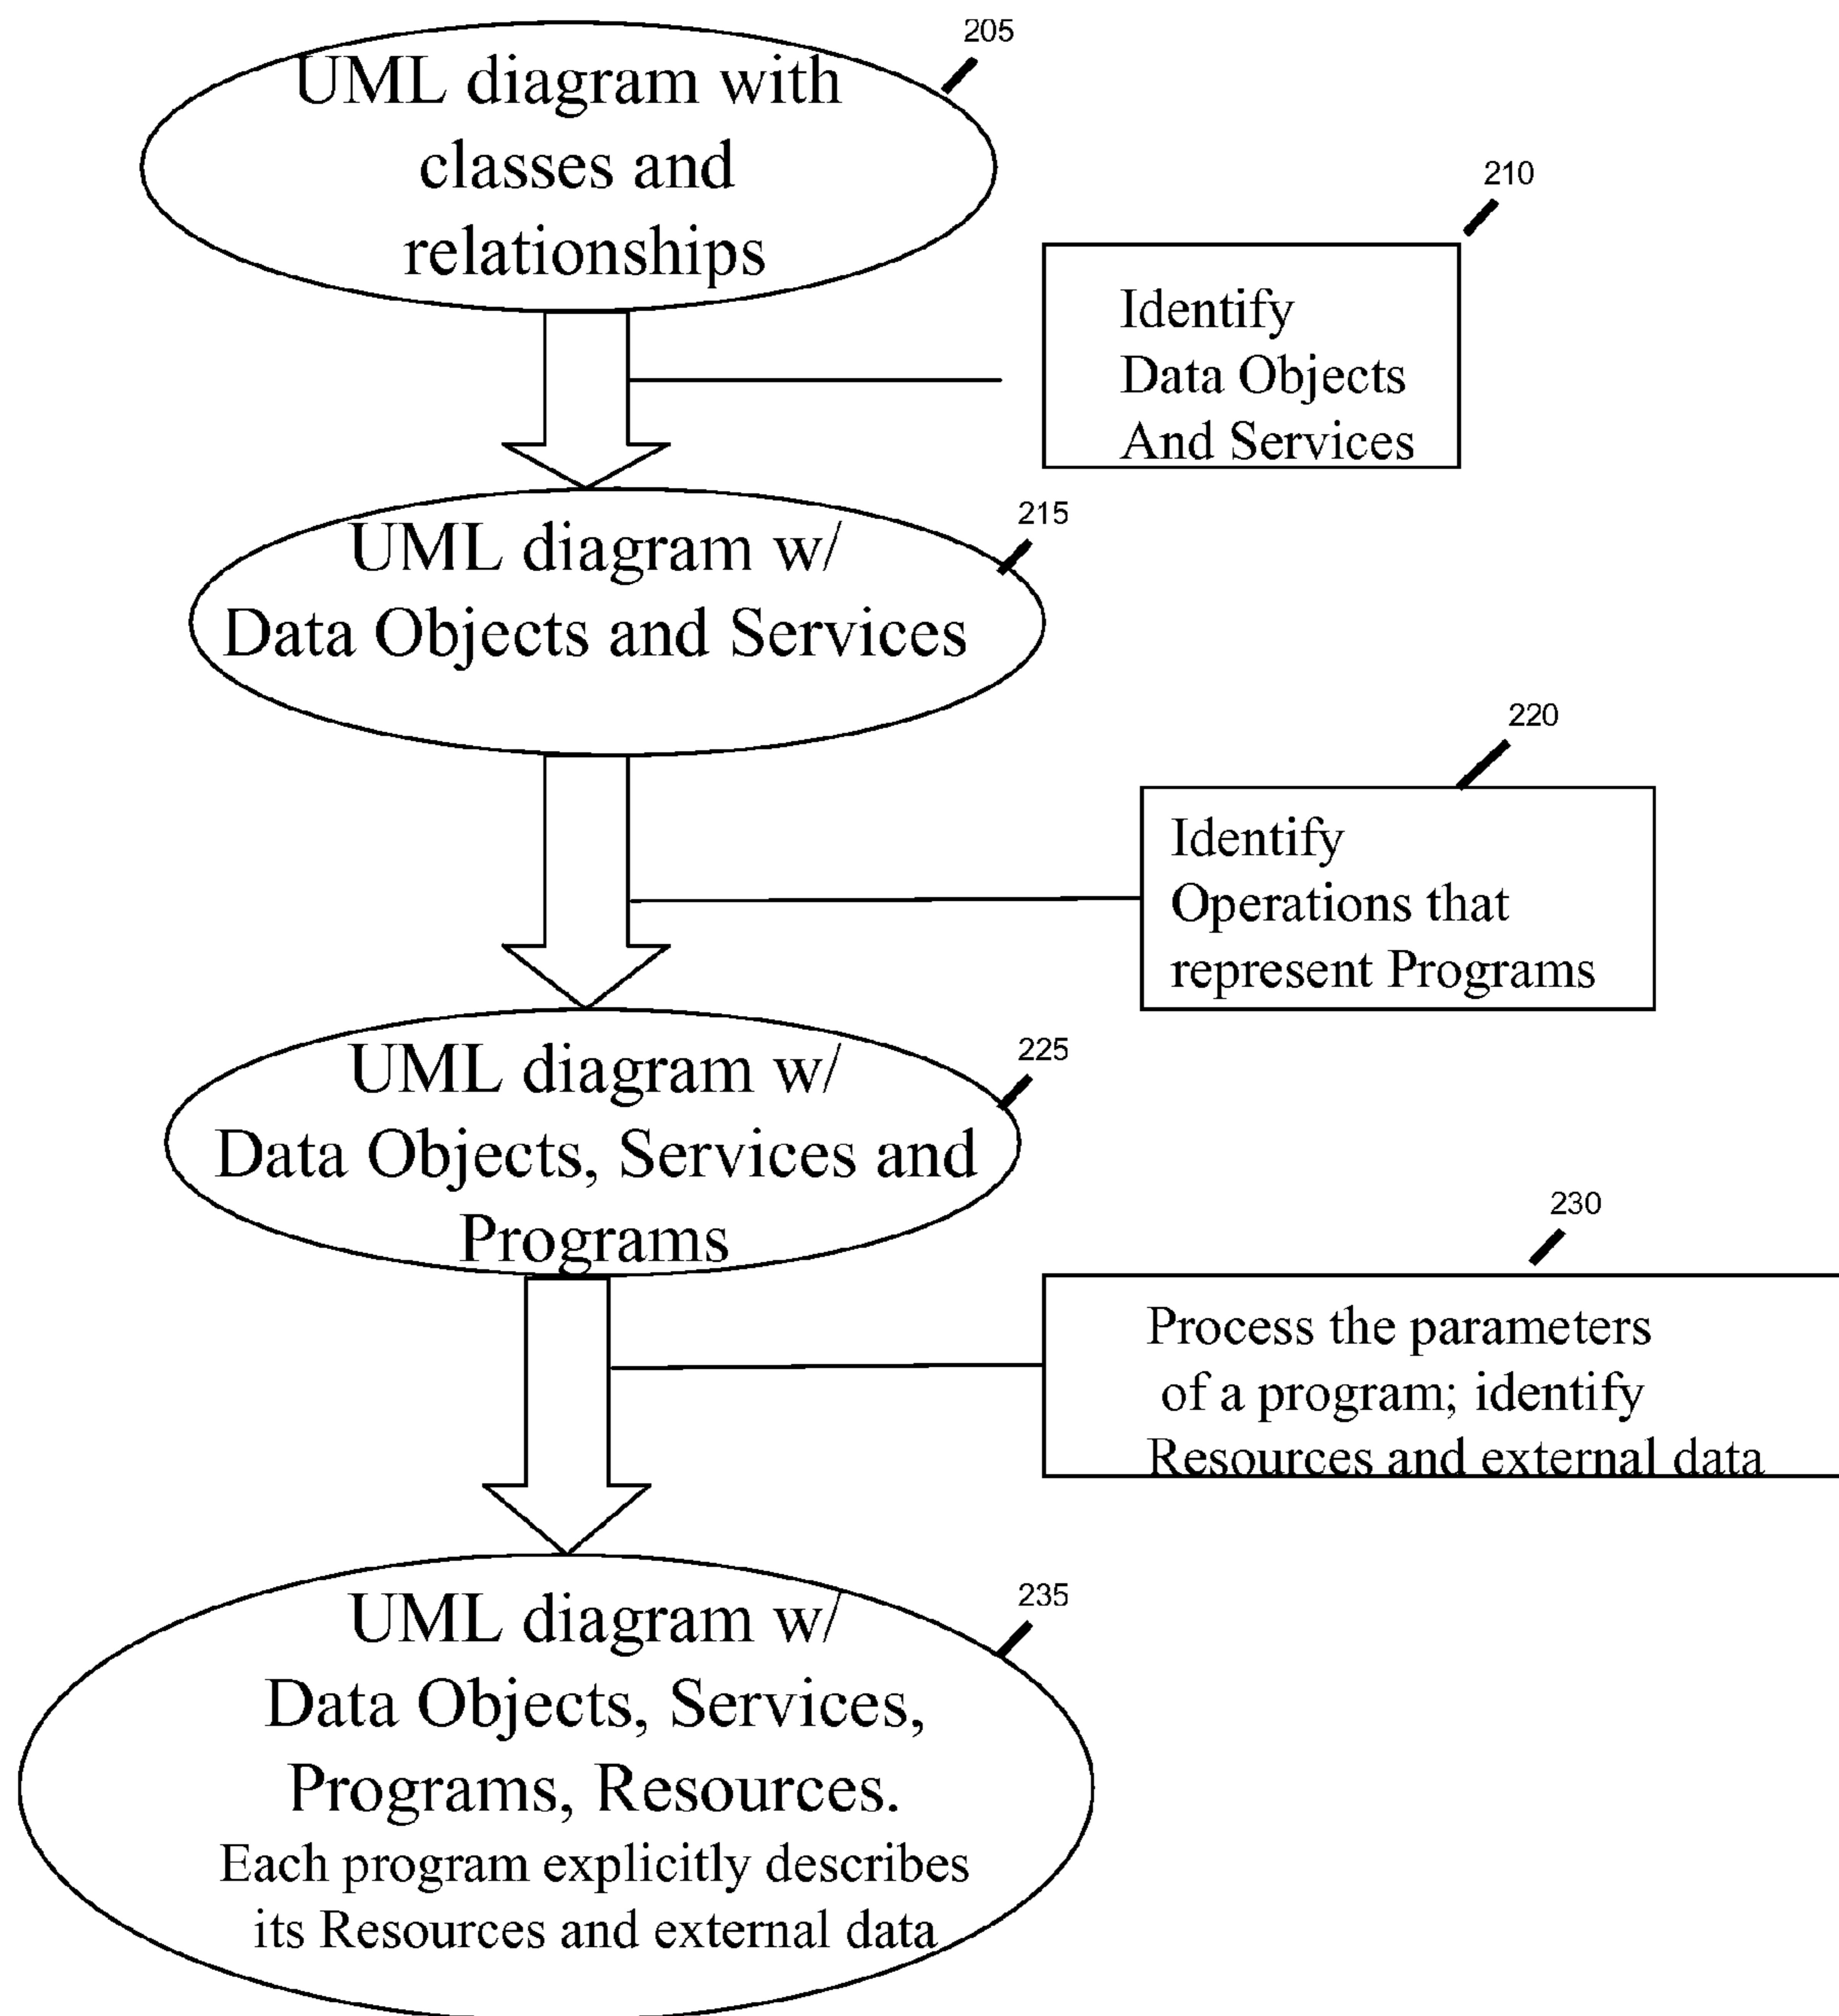 205
UML diagram with
classes and
relationships
210
Identify
Data Objects
And Services
215
UML diagram w/
Data Objects and Services
220
Identify
Operations that
represent Programs
225
UML diagram w/
Data Objects, Services and
Programs
230
Process the parameters
of a program; identify
Resources and external data
235
UML diagram w/
Data Objects, Services,
Programs, Resources.
Each program explicitly describes
its Resources and external data